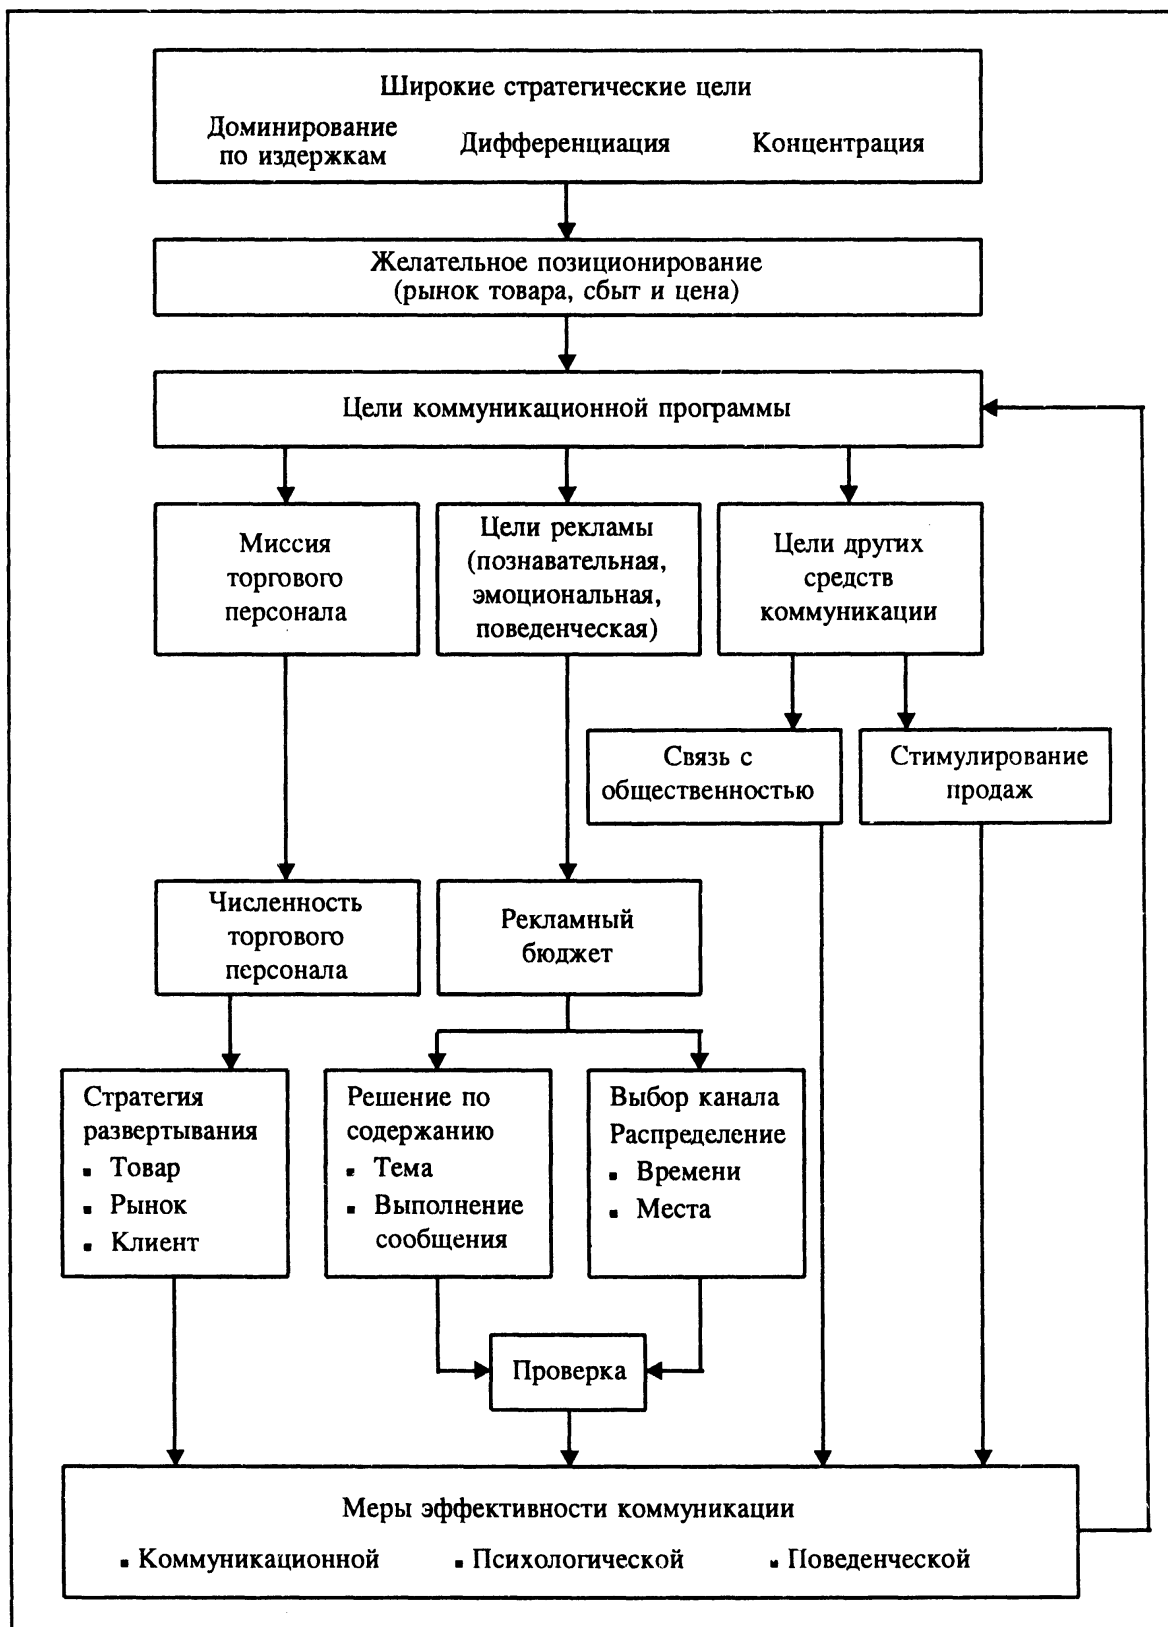 Широкие стратегические цели
Доминирование
по издержкам
Дифференциация
Концентрация
Желательное позиционирование
(рынок товара, сбыт и цена)
Цели коммуникационной программы
Миссия
торгового
персонала
Цели рекламы
(познавательная,
эмоциональная,
поведенческая)
Цели других
средств
коммуникации
Связь с
общественностью
Стимулирование
продаж
Численность
торгового
персонала
Рекламный
бюджет
Стратегия
развертывания
▪ Товар
▪ Рынок
▪ Клиент
Решение по
содержанию
▪ Тема
▪ Выполнение
сообщения
Выбор канала
Распределение
▪ Времени
▪ Места
Проверка
Меры эффективности коммуникации
▪ Коммуникационной
▪ Психологической
▪ Поведенческой